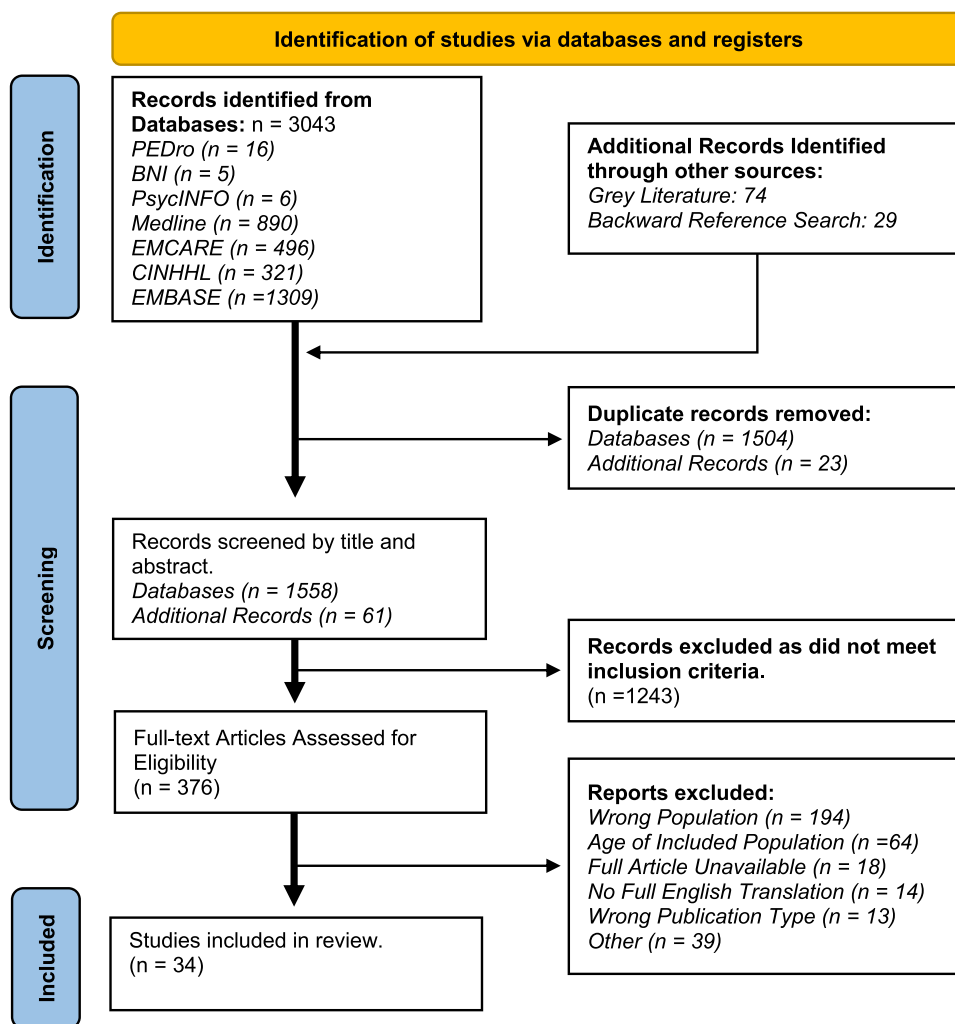 Identification of studies via databases and registers
Identification
Records identified from
Databases: n = 3043
PEDro (n = 16)
BNI (n = 5)
PsycINFO (n = 6)
Medline (n = 890)
EMCARE (n = 496)
CINHHL (n = 321)
EMBASE (n =1309)
Additional Records Identified
through other sources:
Grey Literature: 74
Backward Reference Search: 29
Screening
Duplicate records removed:
Databases (n = 1504)
Additional Records (n = 23)
Records screened by title and
abstract.
Databases (n = 1558)
Additional Records (n = 61)
Records excluded as did not meet
inclusion criteria.
(n =1243)
Full-text Articles Assessed for
Eligibility
(n = 376)
Reports excluded:
Wrong Population (n = 194)
Age of Included Population (n =64)
Full Article Unavailable (n = 18)
No Full English Translation (n = 14)
Wrong Publication Type (n = 13)
Other (n = 39)
Included
Studies included in review.
(n = 34)